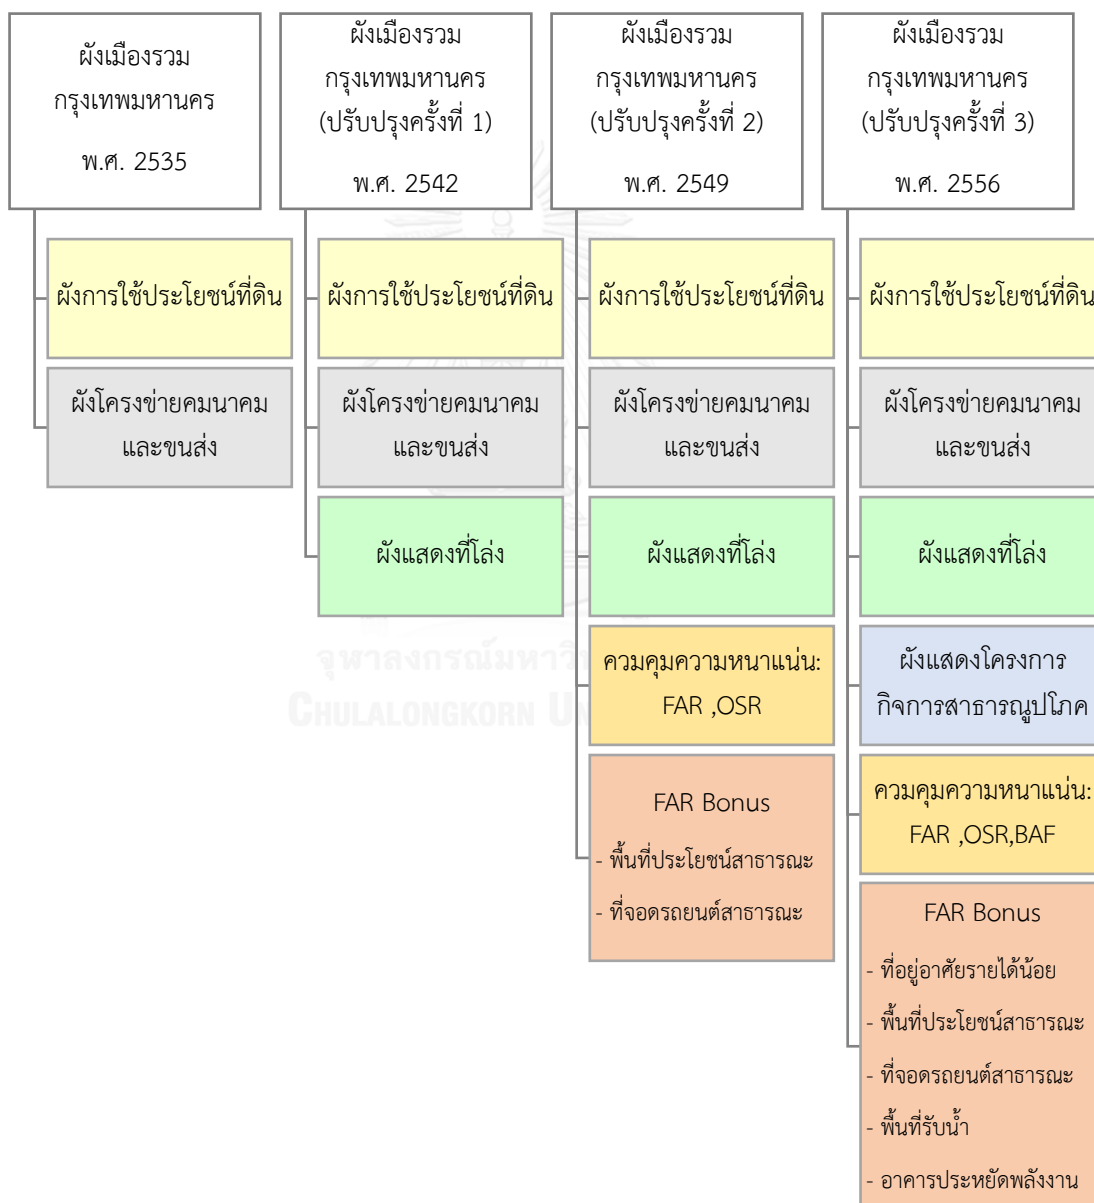 ผังเมืองรวม
กรุงเทพมหานคร
พ.ศ. 2535
ผังการใช้ประโยชน์ที่ดิน
ผังโครงข่ายคมนาคม
และขนส่ง
ผังเมืองรวม
กรุงเทพมหานคร
(ปรับปรุงครั้งที่ 1)
พ.ศ. 2542
ผังการใช้ประโยชน์ที่ดิน
ผังโครงข่ายคมนาคม
และขนส่ง
ผังแสดงที่โล่ง
ผังเมืองรวม
กรุงเทพมหานคร
(ปรับปรุงครั้งที่ 2)
พ.ศ. 2549
ผังการใช้ประโยชน์ที่ดิน
ผังโครงข่ายคมนาคม
และขนส่ง
ผังแสดงที่โล่ง
ควมคุมความหนาแน่น:
FAR ,OSR
FAR Bonus
- พื้นที่ประโยชน์สาธารณะ
- ที่จอดรถยนต์สาธารณะ
ผังเมืองรวม
กรุงเทพมหานคร
(ปรับปรุงครั้งที่ 3)
พ.ศ. 2556
ผังการใช้ประโยชน์ที่ดิน
ผังโครงข่ายคมนาคม
และขนส่ง
ผังแสดงที่โล่ง
ผังแสดงโครงการ
กิจการสาธารณูปโภค
ควมคุมความหนาแน่น:
FAR ,OSR,BAF
FAR Bonus
- ที่อยู่อาศัยรายได้น้อย
- พื้นที่ประโยชน์สาธารณะ
- ที่จอดรถยนต์สาธารณะ
- พื้นที่รับน้ำ
- อาคารประหยัดพลังงาน
จุฬาลงกรณ์มหาวิ
CHULALONGKORN UN